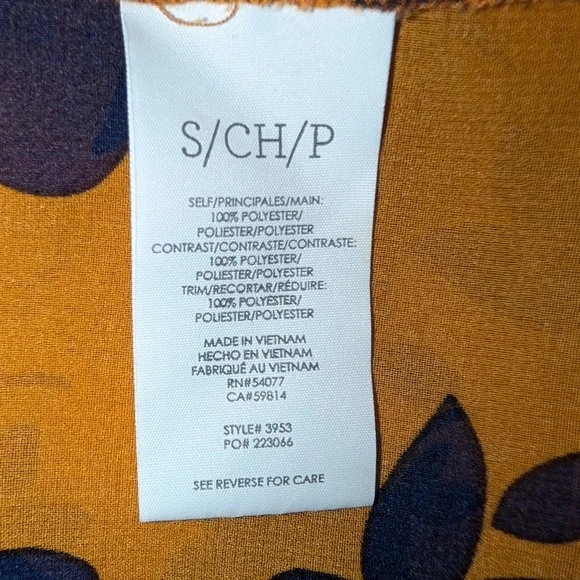 S/CH/P
SELF/PRINCIPALES/MAIN:
100% POLYESTER/
POLIESTER/POLYESTER
CONTRAST/CONTRASTE/CONTRASTE:
100% POLYESTER/
POLIESTER/POLYESTER
TRIM/RECORTAR/RÉDUIRE:
100% POLYESTER/
POLIESTER/POLYESTER
MADE IN VIETNAM
HECHO EN VIETNAM
FABRIQUÉ AU VIETNAM
RN#54077
CA#59814
STYLE# 3953
PO# 223066
SEE REVERSE FOR CARE